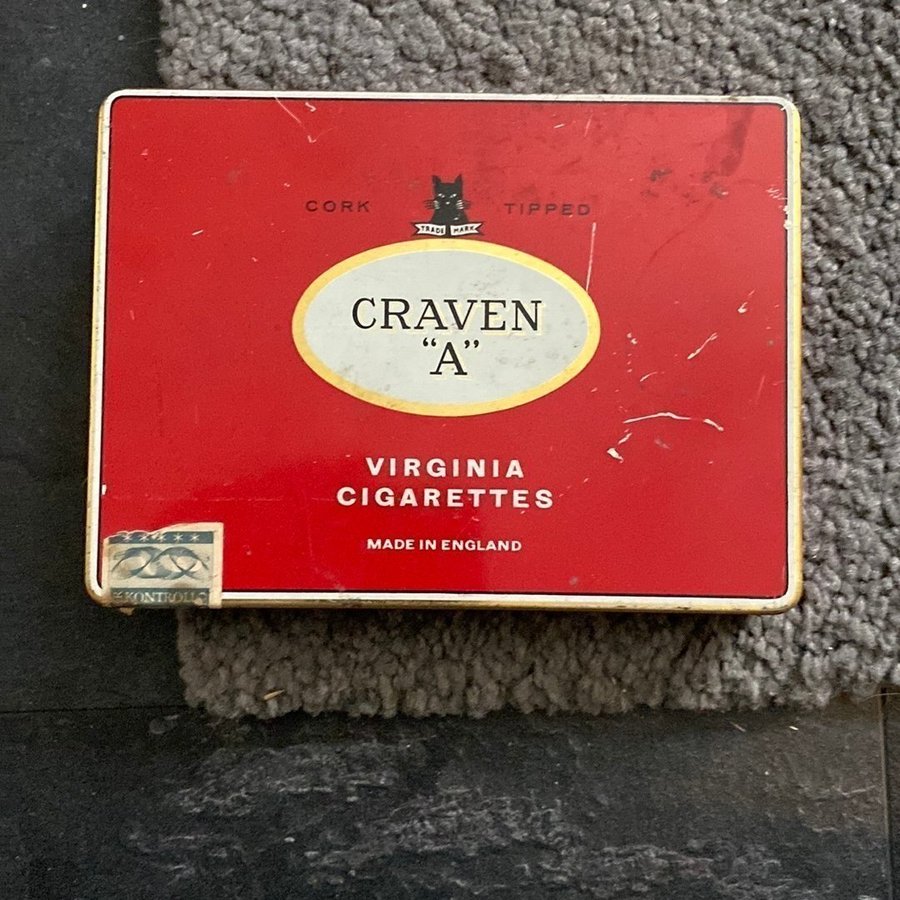 CORK TIPPED
TRADE MARK
CRAVEN
“A”
VIRGINIA
CIGARETTES
MADE IN ENGLAND
KONTROLL